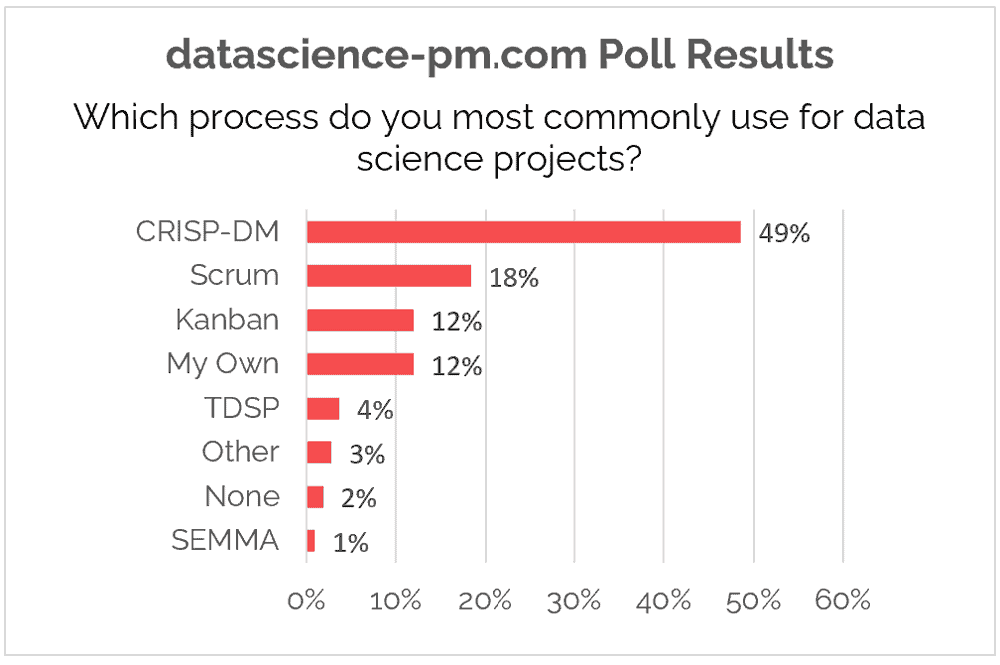 datascience-pm.com Poll Results
Which process do you most commonly use for data
science projects?
CRISP-DM 49%
Scrum 18%
Kanban 12%
My Own 12%
TDSP 4%
Other 3%
None 2%
SEMMA 1%
0% 10% 20% 30% 40% 50% 60%